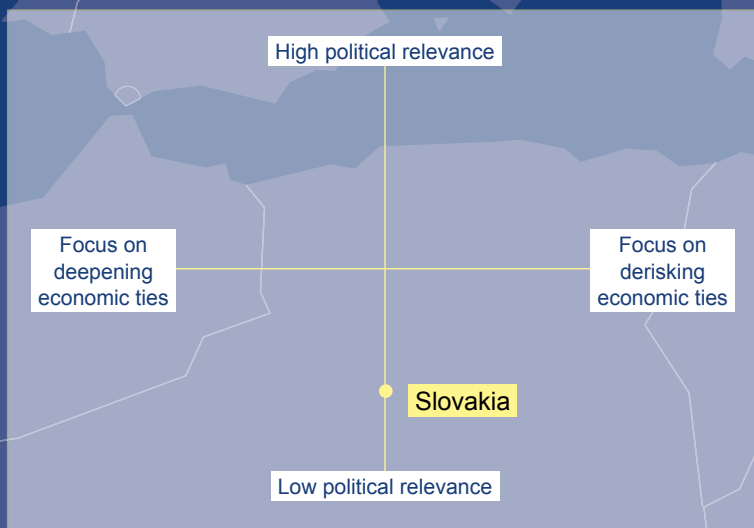 High political relevance
Focus on
deepening
economic ties
Focus on
derisking
economic ties
Slovakia
Low political relevance